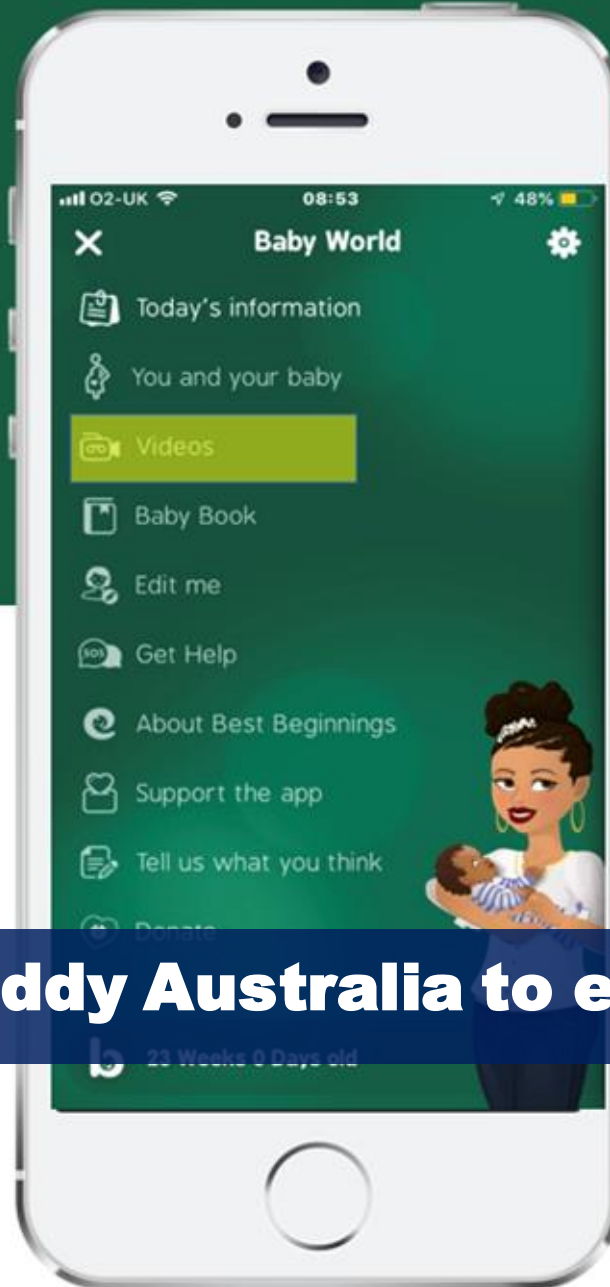 O2-UK 08:53 48%
Baby World
Today's information
You and your baby
Videos
Baby Book
Edit me
SOS Get Help
About Best Beginnings
Support the app
Tell us what you think
Donate
ddy Australia to e
b 23 Weeks 0 Days old